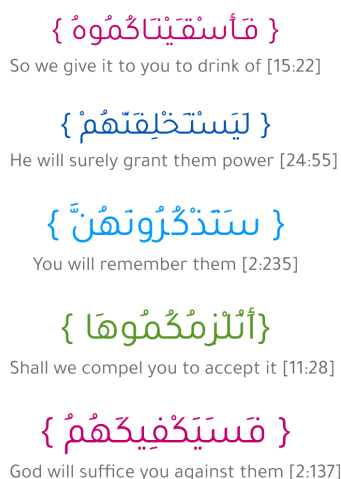 { فَأَسْقَيْنَاكُمُوهُ }
So we give it to you to drink of [15:22]
{ لَيَسْتَخْلِفَنَّهُمْ }
He will surely grant them power [24:55]
{ سَتَذْكُرُونَهُنَّ }
You will remember them [2:235]
{أَنُلْزِمُكُمُوهَا }
Shall we compel you to accept it [11:28]
{ فَسَيَكْفِيكَهُمُ }
God will suffice you against them [2:137]